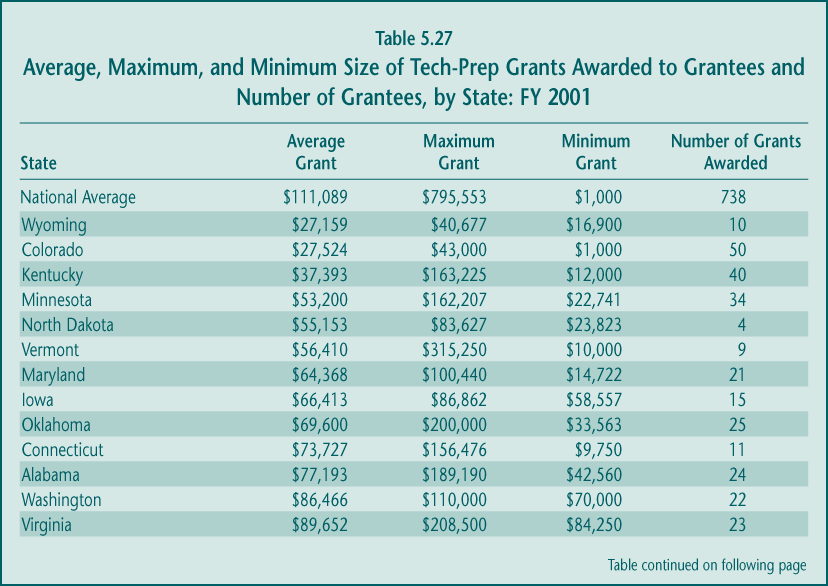 Table 5.27
Average, Maximum, and Minimum Size of Tech-Prep Grants Awarded to Grantees and
Number of Grantees, by State: FY 2001
Average Maximum Minimum Number of Grants
State Grant Grant Grant Awarded
National Average $111,089 $795,553 $1,000 738
Wyoming $27,159 $40,677 $16,900 10
Colorado $27,524 $43,000 $1,000 50
Kentucky $37,393 $163,225 $12,000 40
Minnesota $53,200 $162,207 $22,741 34
North Dakota $55,153 $83,627 $23,823 4
Vermont $56,410 $315,250 $10,000 9
Maryland $64,368 $100,440 $14,722 21
Iowa $66,413 $86,862 $58,557 15
Oklahoma $69,600 $200,000 $33,563 25
Connecticut $73,727 $156,476 $9,750 11
Alabama $77,193 $189,190 $42,560 24
Washington $86,466 $110,000 $70,000 22
Virginia $89,652 $208,500 $84,250 23
Table continued on following page